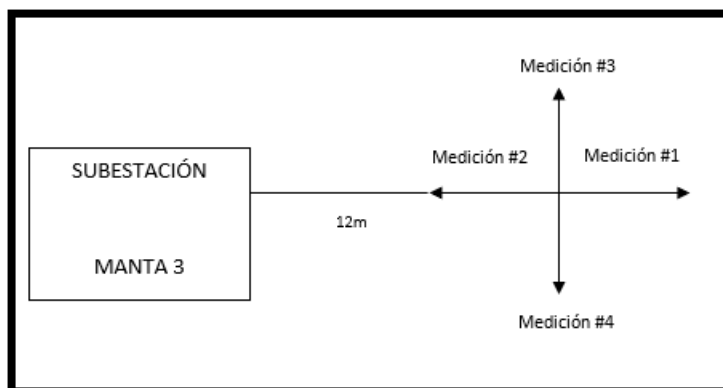 Medición #3
Medición #2
Medición #1
SUBESTACIÓN
12m
MANTA 3
Medición #4